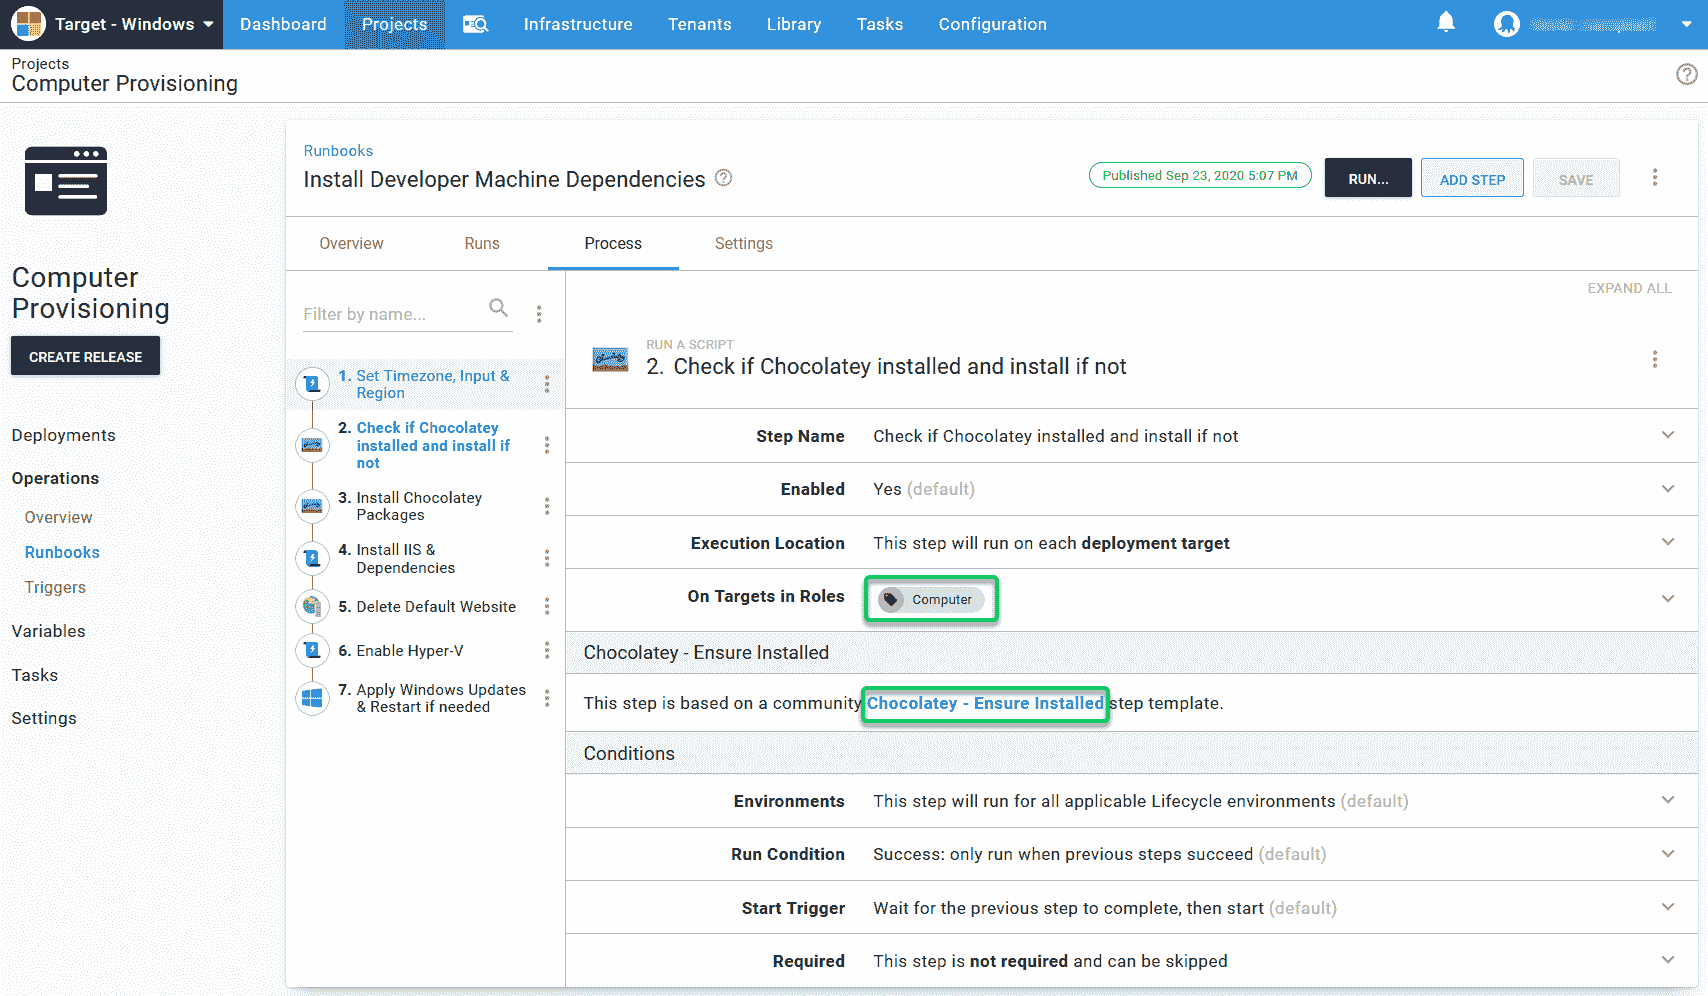 Target - Windows
Dashboard
Projects
Infrastructure
Tenants
Library
Tasks
Configuration
Projects
Computer Provisioning
Computer
Provisioning
CREATE RELEASE
Deployments
Operations
Overview
Runbooks
Triggers
Variables
Tasks
Settings
Runbooks
Install Developer Machine Dependencies
Published Sep 23, 2020 5:07 PM
RUN...
ADD STEP
SAVE
Overview
Runs
Process
Settings
Filter by name...
1. Set Timezone, Input &
Region
2. Check if Chocolatey
installed and install if
not
3. Install Chocolatey
Packages
4. Install IIS &
Dependencies
5. Delete Default Website
6. Enable Hyper-V
7. Apply Windows Updates
& Restart if needed
EXPAND ALL
RUN A SCRIPT
2. Check if Chocolatey installed and install if not
Step Name Check if Chocolatey installed and install if not
Enabled Yes (default)
Execution Location This step will run on each deployment target
On Targets in Roles Computer
Chocolatey - Ensure Installed
This step is based on a community Chocolatey - Ensure Installed step template.
Conditions
Environments This step will run for all applicable Lifecycle environments (default)
Run Condition Success: only run when previous steps succeed (default)
Start Trigger Wait for the previous step to complete, then start (default)
Required This step is not required and can be skipped